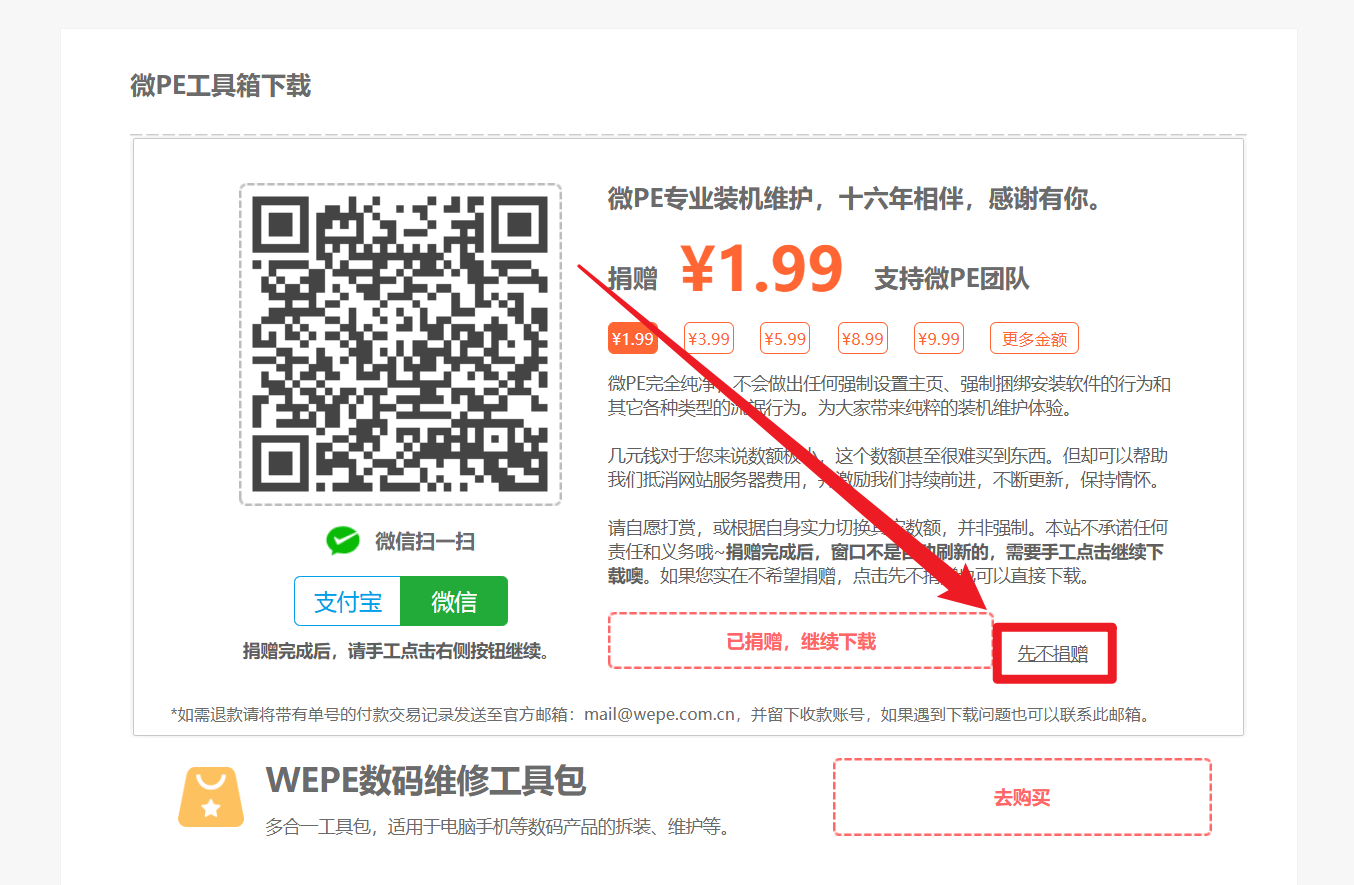 微PE工具箱下载
微PE专业装机维护，十六年相伴，感谢有你。
捐赠 ¥1.99 支持微PE团队
¥1.99 ¥3.99 ¥5.99 ¥8.99 ¥9.99 更多金额
微PE完全纯净，不会做出任何强制设置主页、强制捆绑安装软件的行为和
其它各种类型的流氓行为。为大家带来纯粹的装机维护体验。
几元钱对于您来说数额极小，这个数额甚至很难买到东西。但却可以帮助
我们抵消网站服务器费用，并激励我们持续前进，不断更新，保持情怀。
请自愿打赏，或根据自身实力切换其它数额，并非强制。本站不承诺任何
责任和义务哦~捐赠完成后，窗口不是自动刷新的，需要手工点击继续下
载噢。如果您实在不希望捐赠，点击先不捐赠也可以直接下载。
微信扫一扫
支付宝 微信
捐赠完成后，请手工点击右侧按钮继续。
已捐赠，继续下载
先不捐赠
*如需退款请将带有单号的付款交易记录发送至官方邮箱：mail@wepe.com.cn，并留下收款账号，如果遇到下载问题也可以联系此邮箱。
WEPE数码维修工具包
多合一工具包，适用于电脑手机等数码产品的拆装、维护等。
去购买